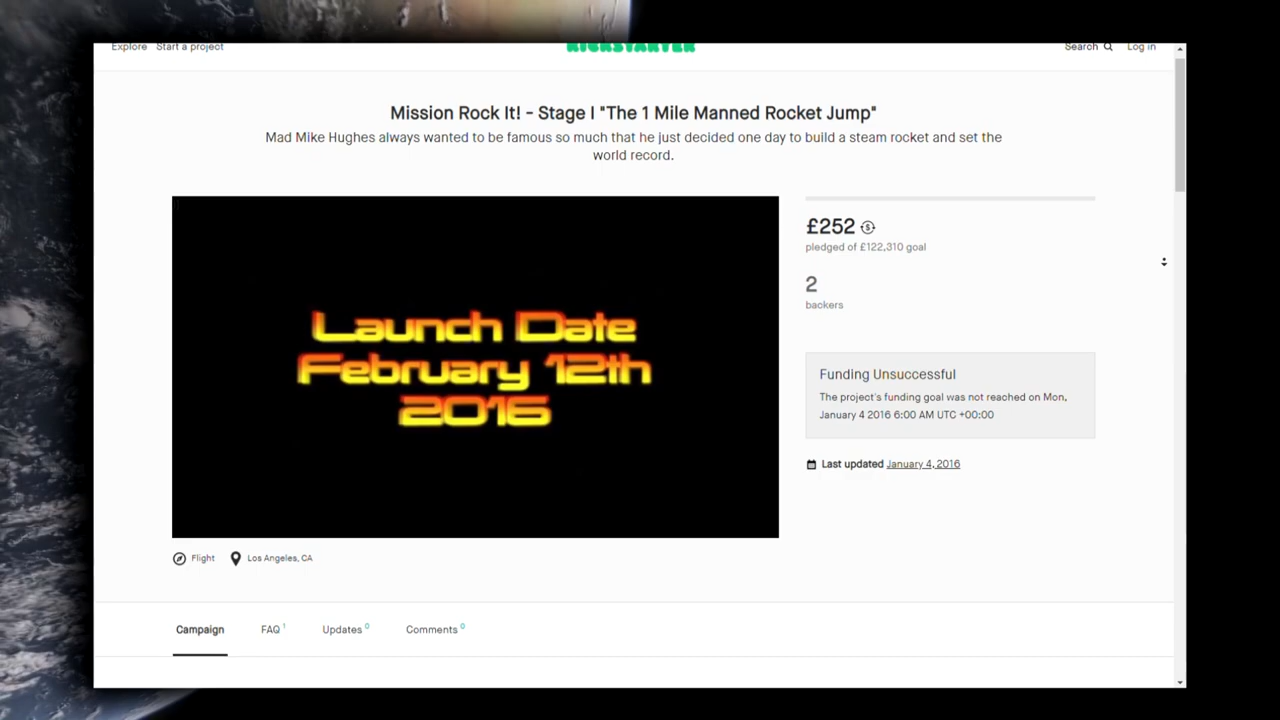 Explore Start a project KICKSTARTER Search Log in
Mission Rock It! - Stage I "The 1 Mile Manned Rocket Jump"
Mad Mike Hughes always wanted to be famous so much that he just decided one day to build a steam rocket and set the
world record.
Launch Date
February 12th
2016
£252
pledged of £122,310 goal
2
backers
Funding Unsuccessful
The project's funding goal was not reached on Mon,
January 4 2016 6:00 AM UTC +00:00
Last updated January 4, 2016
Flight Los Angeles, CA
Campaign FAQ 1 Updates 0 Comments 0